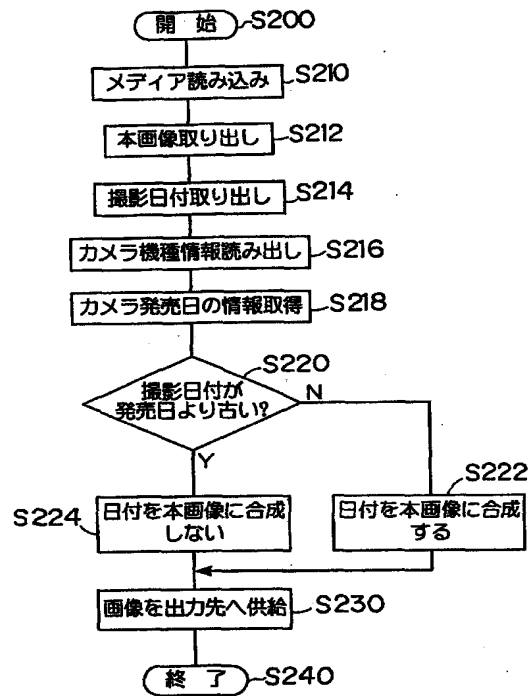 開 始 S200
メディア読み込み S210
本画像取り出し S212
撮影日付取り出し S214
カメラ機種情報読み出し S216
カメラ発売日の情報取得 S218
S220
撮影日付が
発売日より古い?
N
Y
S222
S224 日付を本画像に合成
しない
日付を本画像に合成
する
画像を出力先へ供給 S230
終 了 S240